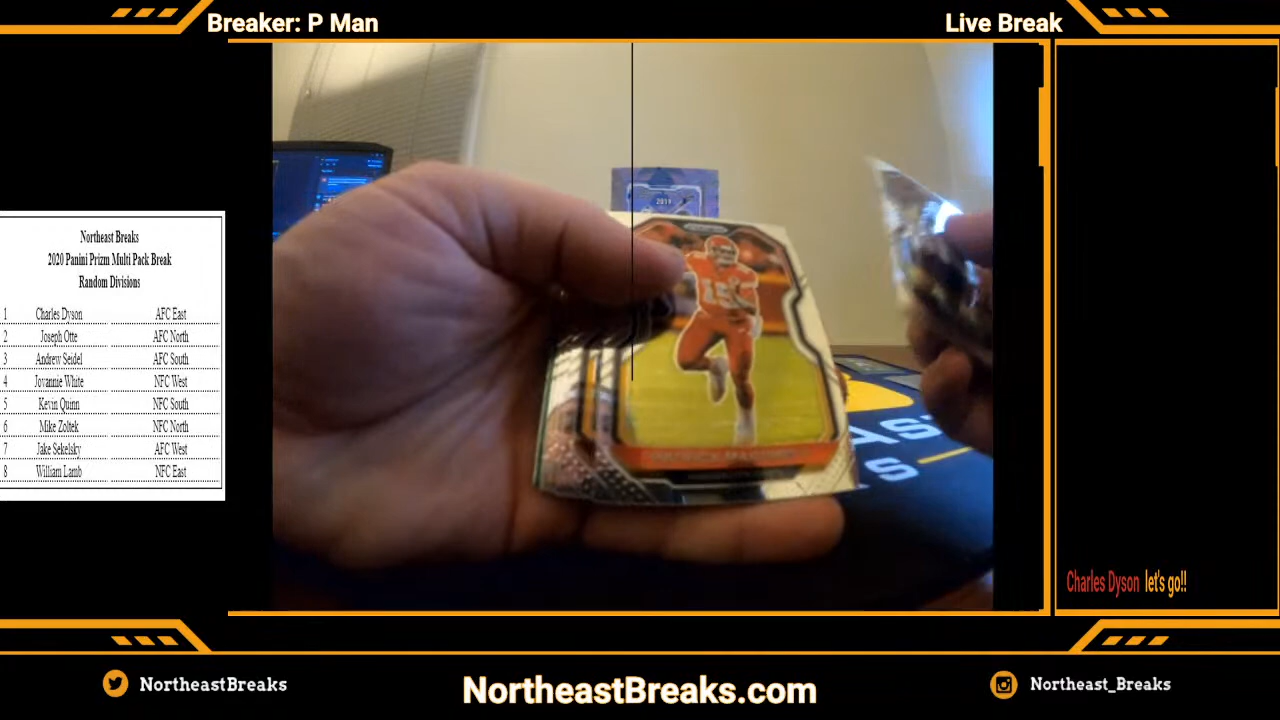 Breaker: P Man
Live Break
Northeast Breaks
2020 Panini Prizm Multi Pack Break
Random Divisions
1 Charles Dyson AFC East
2 Joseph Otte AFC North
3 Andrew Seidel AFC South
4 Jovannie White NFC West
5 Kevin Quinn NFC South
6 Mike Zoltek NFC North
7 Jake Sekelsky AFC West
8 William Lamb NFC East
2019
PRIZM
15
Charles Dyson let's go!!
NortheastBreaks
NortheastBreaks.com
Northeast_Breaks